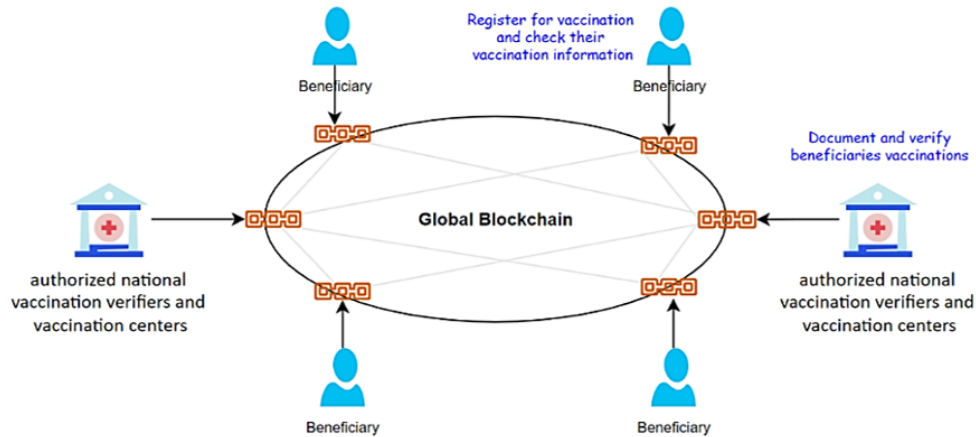 Register for vaccination
and check their
vaccination information
Beneficiary
Beneficiary
Document and verify
beneficiaries vaccinations
Global Blockchain
authorized national
vaccination verifiers and
vaccination centers
authorized national
vaccination verifiers and
vaccination centers
Beneficiary
Beneficiary